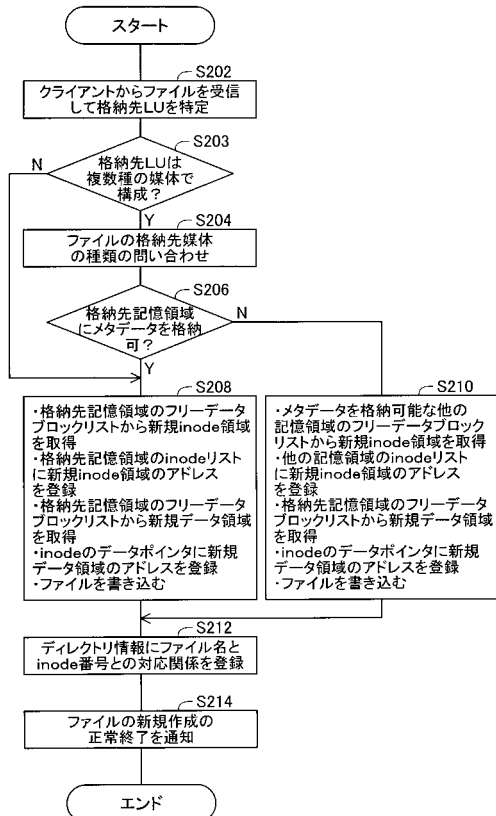 スタート
S202
クライアントからファイルを受信
して格納先LUを特定
S203
格納先LUは
複数種の媒体で
構成?
N
Y
S204
ファイルの格納先媒体
の種類の問い合わせ
S206
格納先記憶領域
にメタデータを格納
可?
N
Y
S208
・格納先記憶領域のフリーデータ
ブロックリストから新規inode領域
を取得
・格納先記憶領域のinodeリスト
に新規inode領域のアドレス
を登録
・格納先記憶領域のフリーデータ
ブロックリストから新規データ領域
を取得
・inodeのデータポインタに新規
データ領域のアドレスを登録
・ファイルを書き込む
S210
・メタデータを格納可能な他の
記憶領域のフリーデータブロック
リストから新規inode領域を取得
・他の記憶領域のinodeリスト
に新規inode領域のアドレス
を登録
・格納先記憶領域のフリーデータ
ブロックリストから新規データ領域
を取得
・inodeのデータポインタに新規
データ領域のアドレスを登録
・ファイルを書き込む
S212
ディレクトリ情報にファイル名と
inode番号との対応関係を登録
S214
ファイルの新規作成の
正常終了を通知
エンド